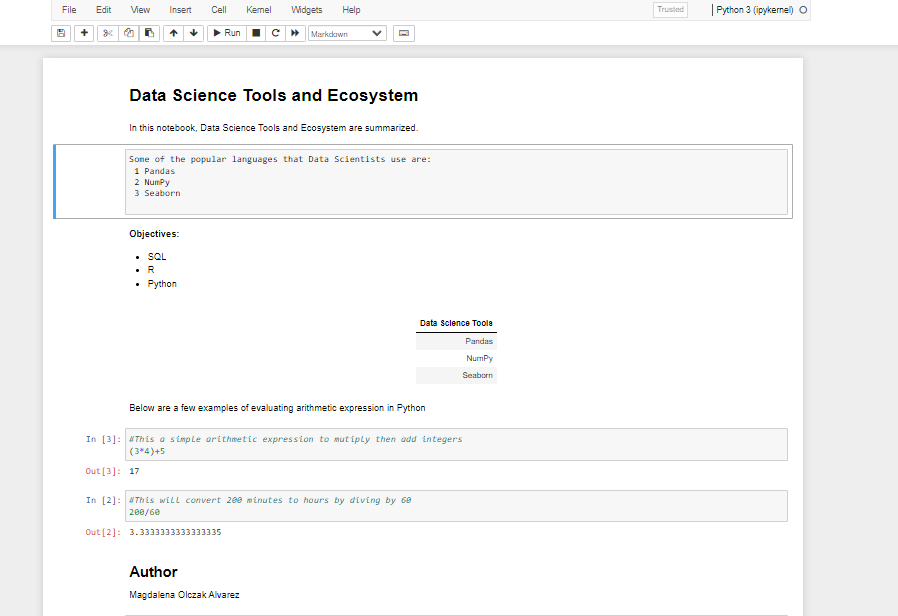 File Edit View Insert Cell Kernel Widgets Help Trusted Python 3 (ipykernel)
Run Markdown
Data Science Tools and Ecosystem
In this notebook, Data Science Tools and Ecosystem are summarized.
Some of the popular languages that Data Scientists use are:
1 Pandas
2 NumPy
3 Seaborn
Objectives:
• SQL
• R
• Python
Data Science Tools
Pandas
NumPy
Seaborn
Below are a few examples of evaluating arithmetic expression in Python
In [3]: #This a simple arithmetic expression to mutiply then add integers
(3*4)+5
Out[3]: 17
In [2]: #This will convert 200 minutes to hours by diving by 60
200/60
Out[2]: 3.3333333333333335
Author
Magdalena Olczak Alvarez